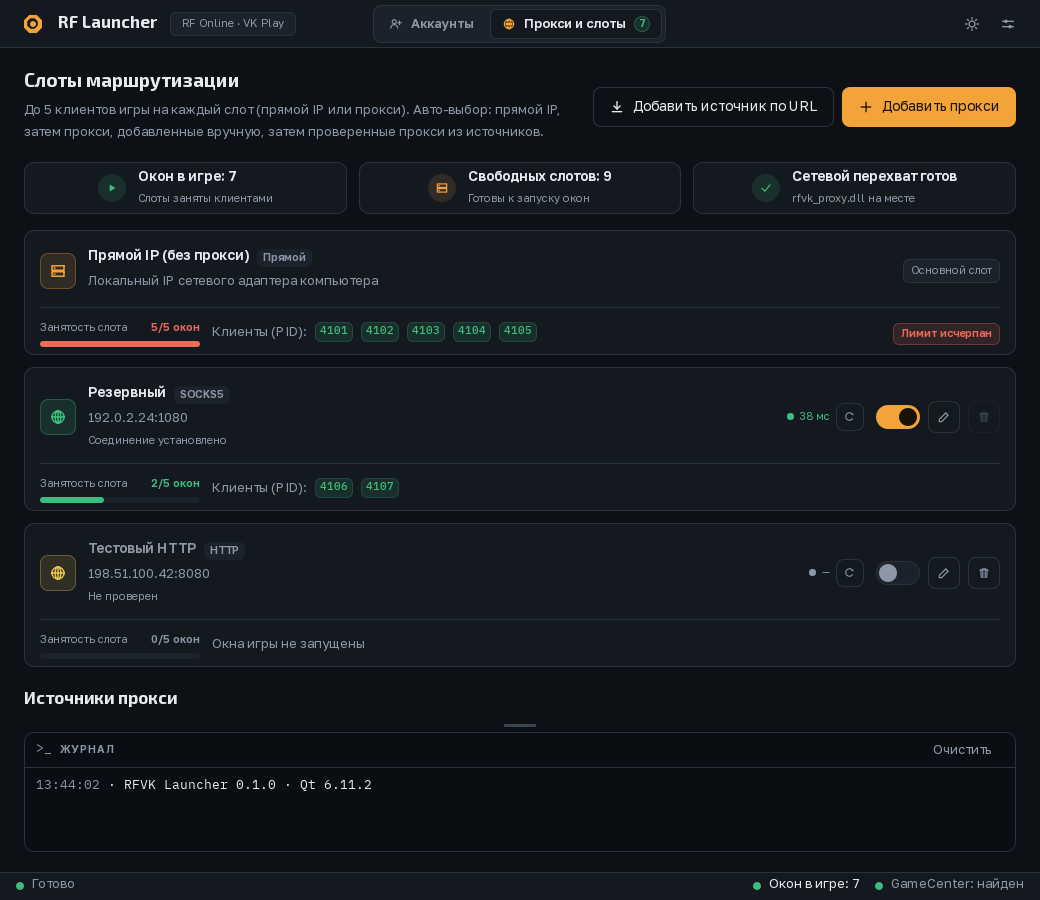 RF Launcher
RF Online · VK Play
Аккаунты
Прокси и слоты 7
Слоты маршрутизации
До 5 клиентов игры на каждый слот (прямой IP или прокси). Авто-выбор: прямой IP,
затем прокси, добавленные вручную, затем проверенные прокси из источников.
Добавить источник по URL
Добавить прокси
Окон в игре: 7
Слоты заняты клиентами
Свободных слотов: 9
Готовы к запуску окон
Сетевой перехват готов
rfvk_proxy.dll на месте
Прямой IP (без прокси) Прямой
Локальный IP сетевого адаптера компьютера
Основной слот
Занятость слота 5/5 окон
Клиенты (PID): 4101 4102 4103 4104 4105
Лимит исчерпан
Резервный SOCKS5
192.0.2.24:1080
Соединение установлено
38 мс
Занятость слота 2/5 окон
Клиенты (PID): 4106 4107
Тестовый HTTP HTTP
198.51.100.42:8080
Не проверен
—
Занятость слота 0/5 окон
Окна игры не запущены
Источники прокси
>_ ЖУРНАЛ
Очистить
13:44:02 · RFVK Launcher 0.1.0 · Qt 6.11.2
Готово
Окон в игре: 7
GameCenter: найден